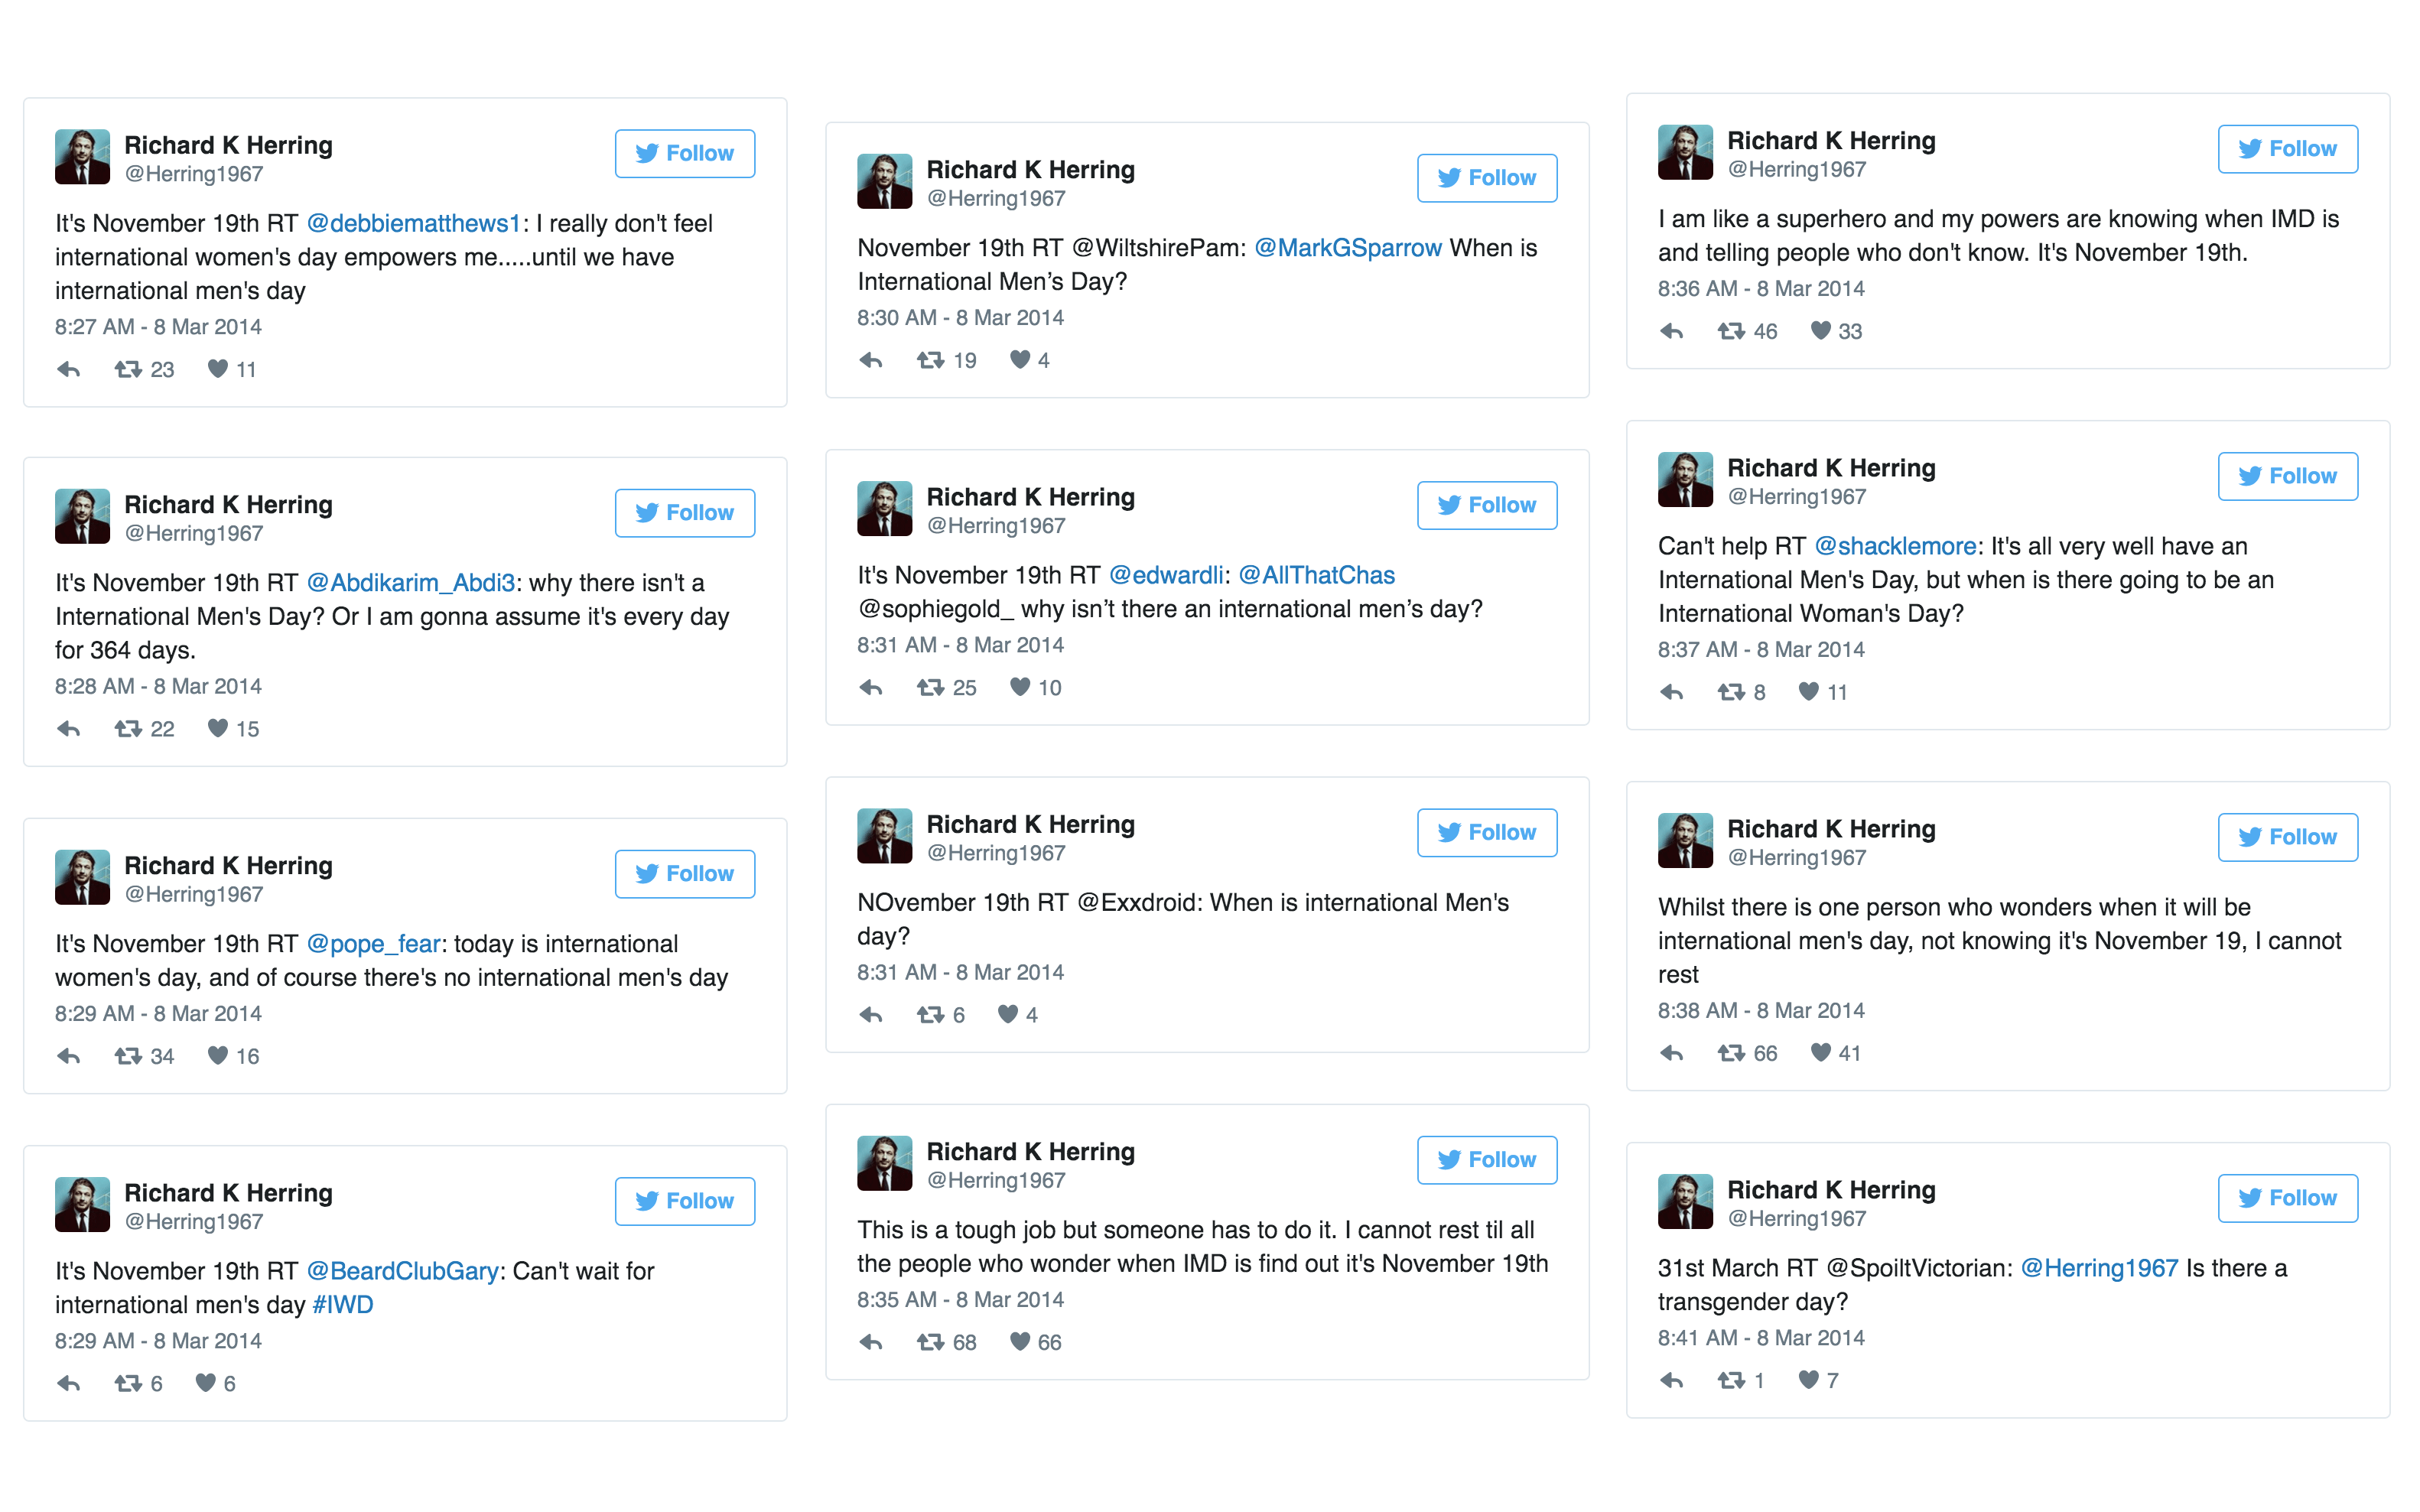 Richard K Herring
@Herring1967
Follow
It's November 19th RT @debbiematthews1: I really don't feel
international women's day empowers me.....until we have
international men's day
8:27 AM - 8 Mar 2014
23 11
Richard K Herring
@Herring1967
Follow
It's November 19th RT @Abdikarim_Abdi3: why there isn't a
International Men's Day? Or I am gonna assume it's every day
for 364 days.
8:28 AM - 8 Mar 2014
22 15
Richard K Herring
@Herring1967
Follow
It's November 19th RT @pope_fear: today is international
women's day, and of course there's no international men's day
8:29 AM - 8 Mar 2014
34 16
Richard K Herring
@Herring1967
Follow
It's November 19th RT @BeardClubGary: Can't wait for
international men's day #IWD
8:29 AM - 8 Mar 2014
6 6
Richard K Herring
@Herring1967
Follow
November 19th RT @WiltshirePam: @MarkGSparrow When is
International Men’s Day?
8:30 AM - 8 Mar 2014
19 4
Richard K Herring
@Herring1967
Follow
It's November 19th RT @edwardli: @AllThatChas
@sophiegold_ why isn’t there an international men’s day?
8:31 AM - 8 Mar 2014
25 10
Richard K Herring
@Herring1967
Follow
NOvember 19th RT @Exxdroid: When is international Men's
day?
8:31 AM - 8 Mar 2014
6 4
Richard K Herring
@Herring1967
Follow
This is a tough job but someone has to do it. I cannot rest til all
the people who wonder when IMD is find out it's November 19th
8:35 AM - 8 Mar 2014
68 66
Richard K Herring
@Herring1967
Follow
I am like a superhero and my powers are knowing when IMD is
and telling people who don't know. It's November 19th.
8:36 AM - 8 Mar 2014
46 33
Richard K Herring
@Herring1967
Follow
Can't help RT @shacklemore: It's all very well have an
International Men's Day, but when is there going to be an
International Woman's Day?
8:37 AM - 8 Mar 2014
8 11
Richard K Herring
@Herring1967
Follow
Whilst there is one person who wonders when it will be
international men's day, not knowing it's November 19, I cannot
rest
8:38 AM - 8 Mar 2014
66 41
Richard K Herring
@Herring1967
Follow
31st March RT @SpoiltVictorian: @Herring1967 Is there a
transgender day?
8:41 AM - 8 Mar 2014
1 7